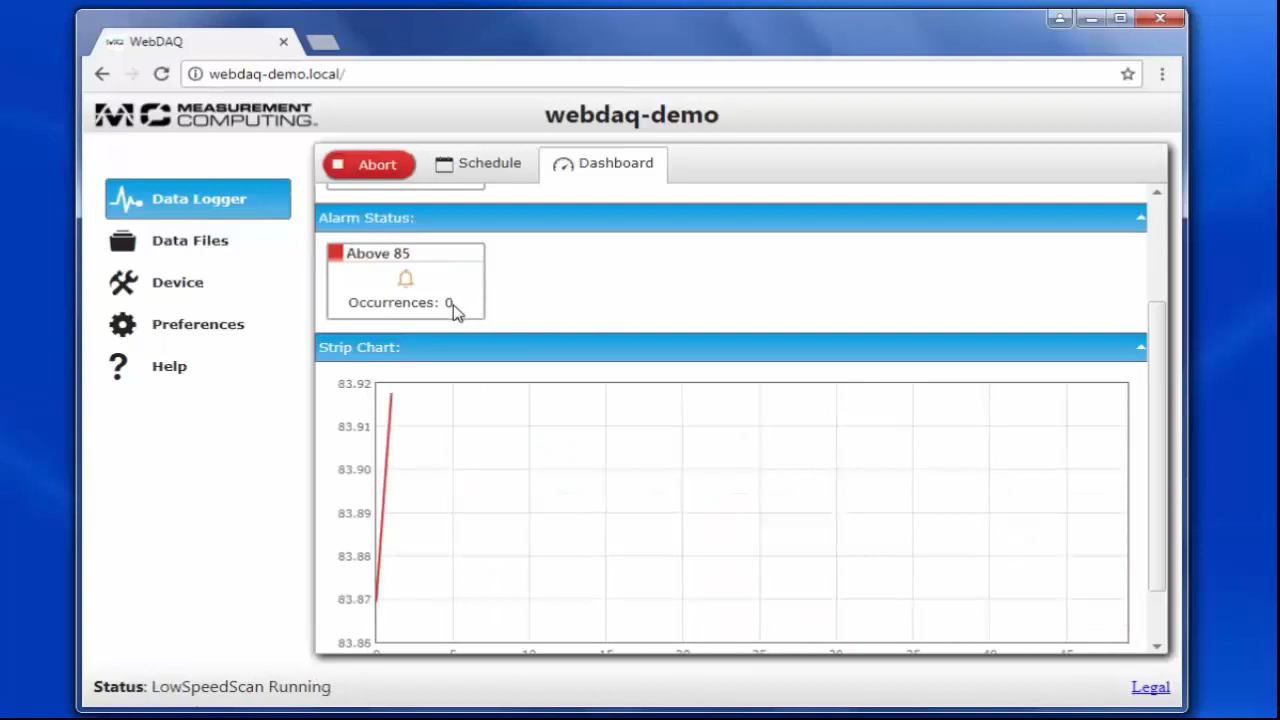 WebDAQ
webdaq-demo.local/
MEASUREMENT
COMPUTING.
webdaq-demo
Abort
Schedule
Dashboard
Data Logger
Data Files
Device
Preferences
Help
Alarm Status:
Above 85
Occurrences: 0
Strip Chart:
83.92
83.91
83.90
83.89
83.88
83.87
83.86
Status: LowSpeedScan Running
Legal